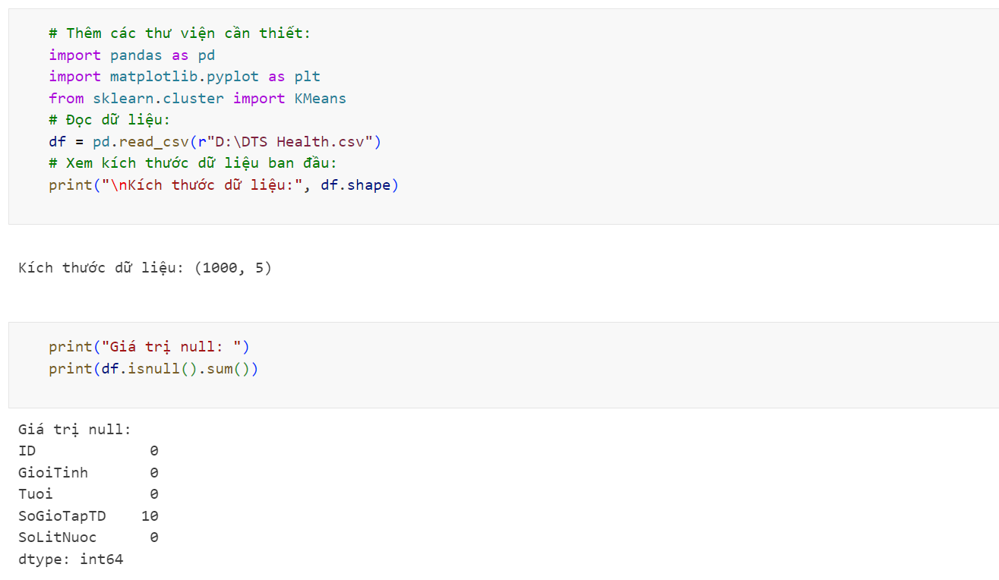 # Thêm các thư viện cần thiết:
import pandas as pd
import matplotlib.pyplot as plt
from sklearn.cluster import KMeans
# Đọc dữ liệu:
df = pd.read_csv(r"D:\DTS Health.csv")
# Xem kích thước dữ liệu ban đầu:
print("\nKích thước dữ liệu:", df.shape)
Kích thước dữ liệu: (1000, 5)
print("Giá trị null: ")
print(df.isnull().sum())
Giá trị null:
ID             0
GioiTinh       0
Tuoi           0
SoGioTapTD    10
SoLitNuoc      0
dtype: int64